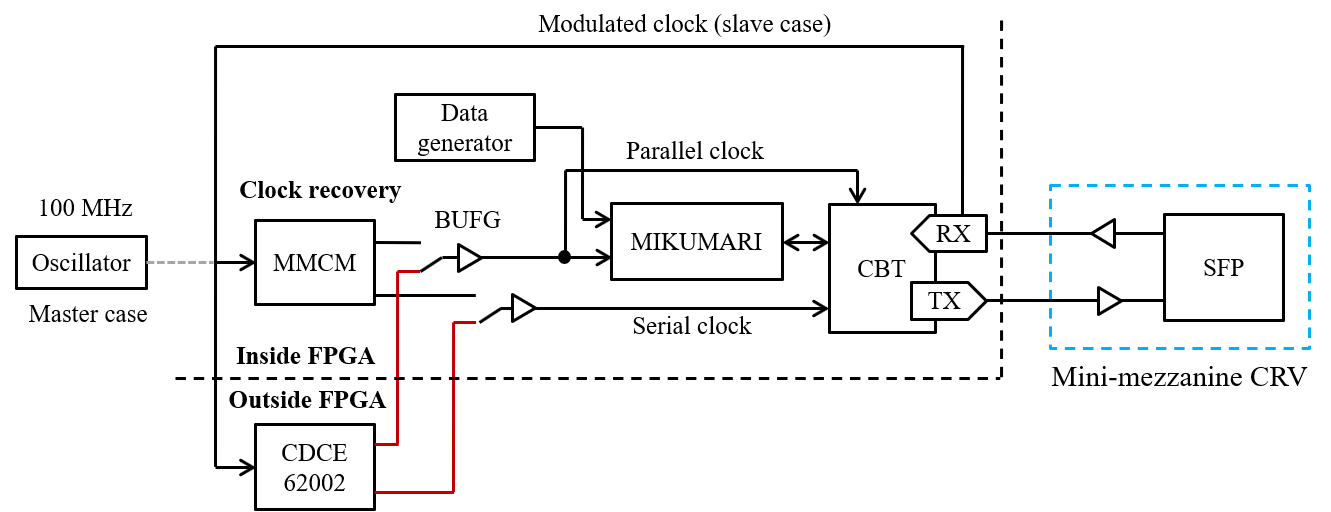 Modulated clock (slave case)
Data
generator
Parallel clock
Clock recovery
100 MHz
BUFG
Oscillator
MMCM
MIKUMARI
RX
CBT
SFP
TX
Master case
Serial clock
Inside FPGA
Mini-mezzanine CRV
Outside FPGA
CDCE
62002